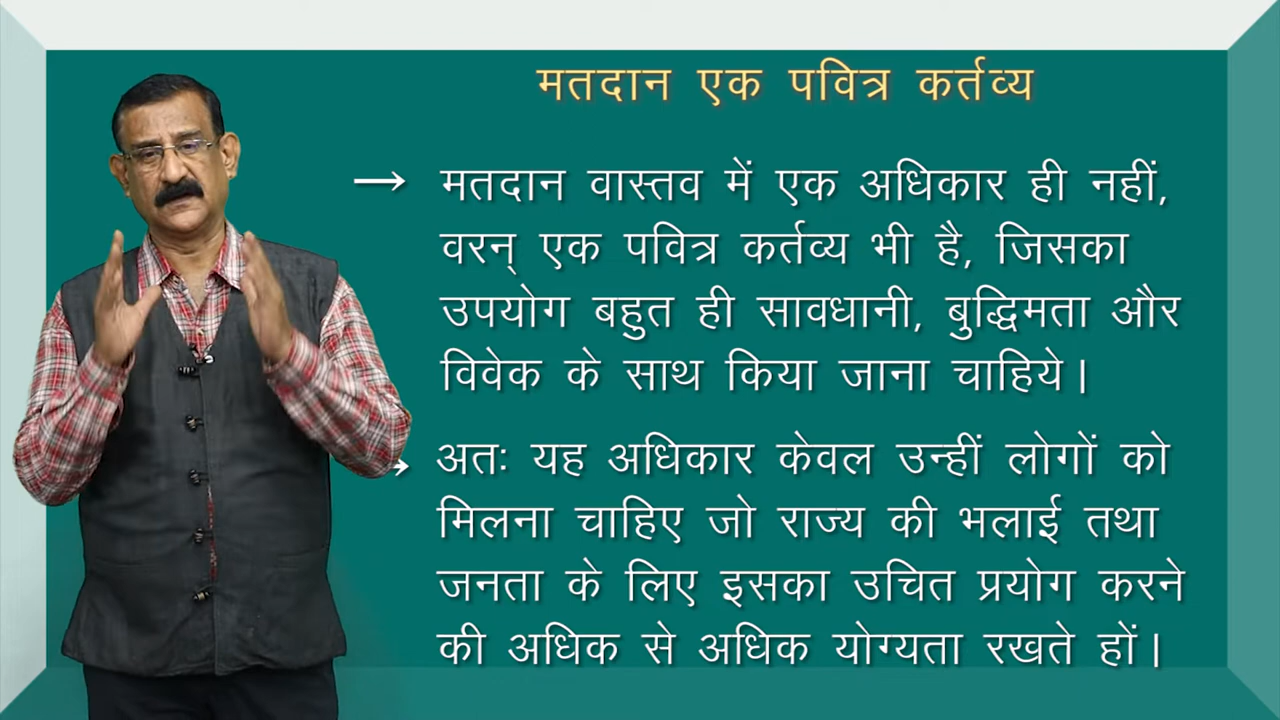 मतदान एक पवित्र कर्तव्य
→ मतदान वास्तव में एक अधिकार ही नहीं,
वरन् एक पवित्र कर्तव्य भी है, जिसका
उपयोग बहुत ही सावधानी, बुद्धिमता और
विवेक के साथ किया जाना चाहिये।
→ अतः यह अधिकार केवल उन्हीं लोगों को
मिलना चाहिए जो राज्य की भलाई तथा
जनता के लिए इसका उचित प्रयोग करने
की अधिक से अधिक योग्यता रखते हों।